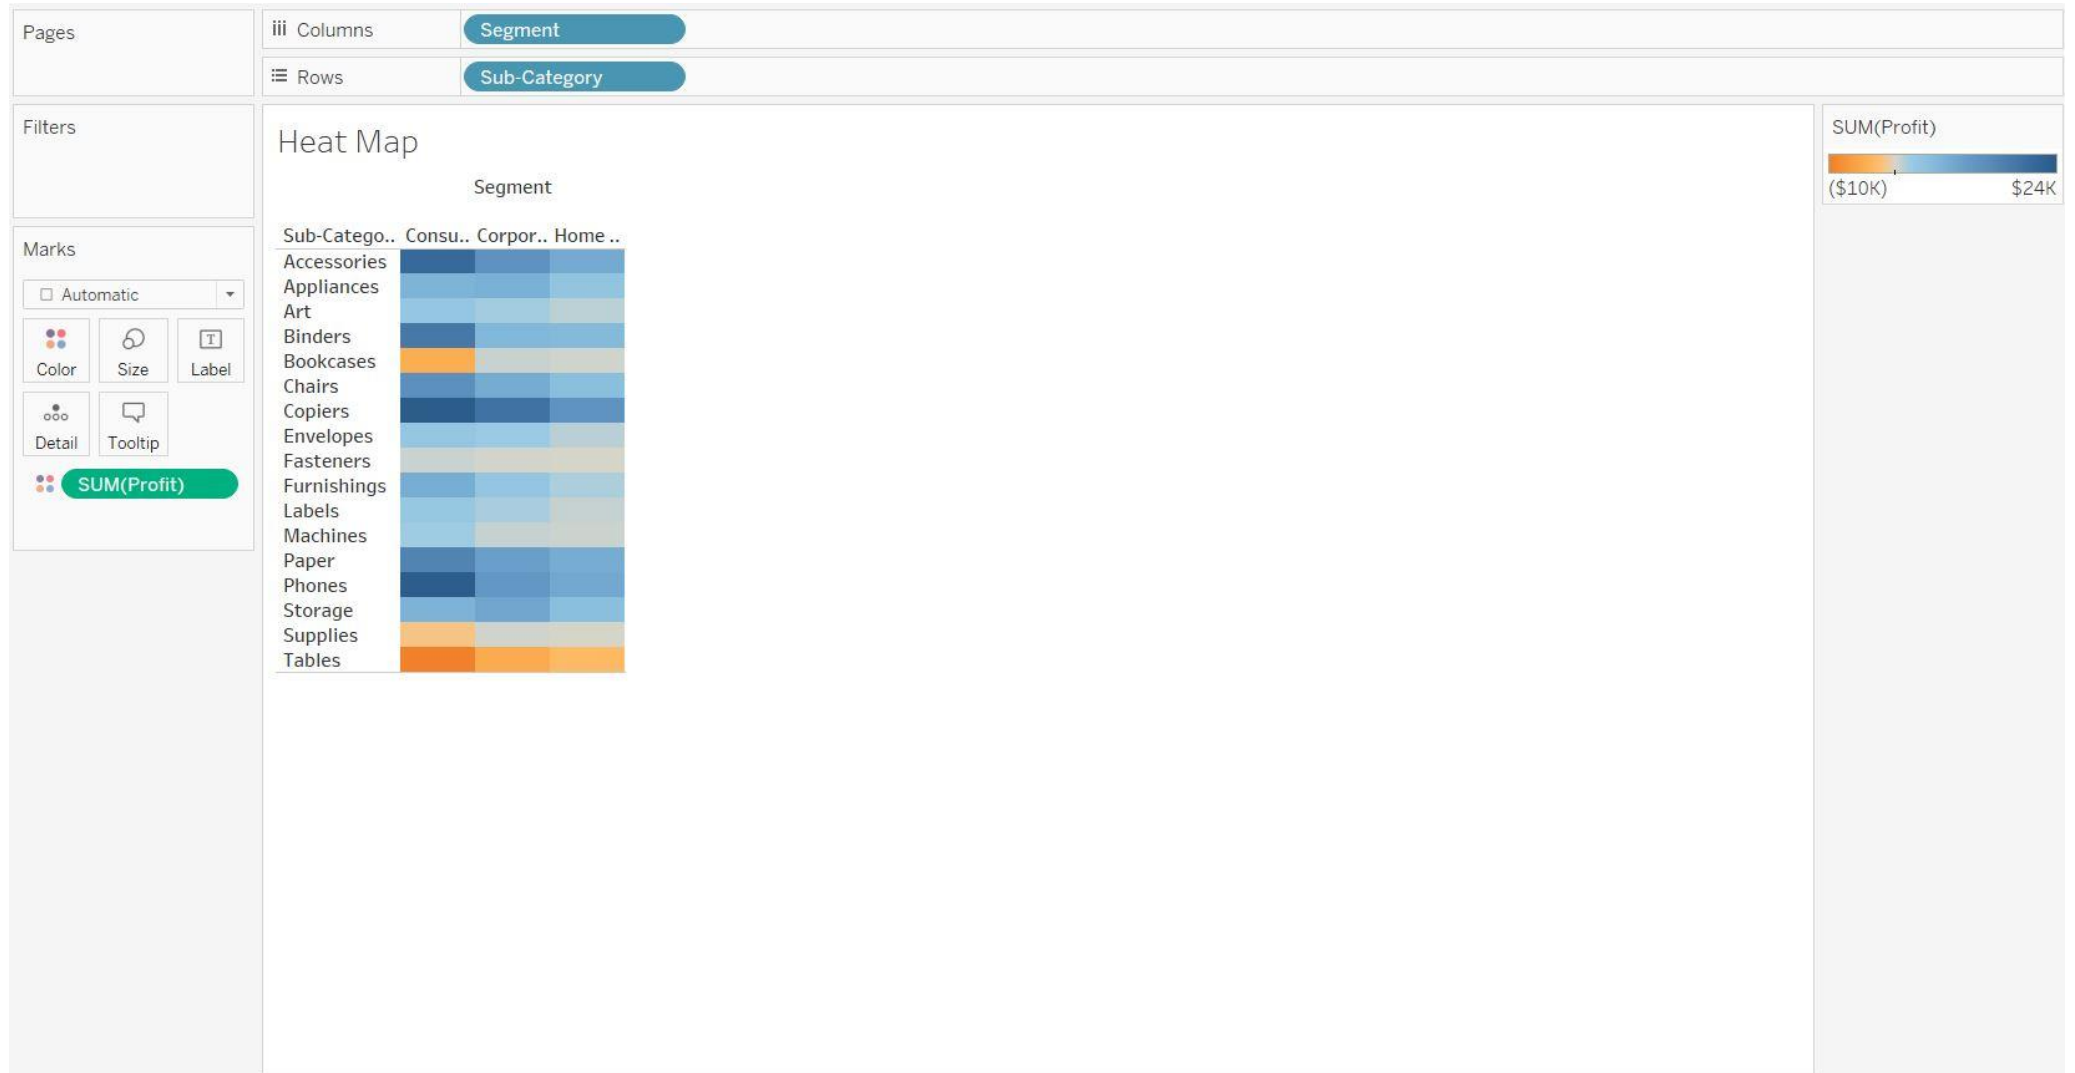 Pages
Columns Segment
Rows Sub-Category
Filters
Marks
Automatic
Color Size Label
Detail Tooltip
SUM(Profit)
Heat Map
Segment
Sub-Catego.. Consu.. Corpor.. Home ..
Accessories
Appliances
Art
Binders
Bookcases
Chairs
Copiers
Envelopes
Fasteners
Furnishings
Labels
Machines
Paper
Phones
Storage
Supplies
Tables
SUM(Profit)
($10K) $24K